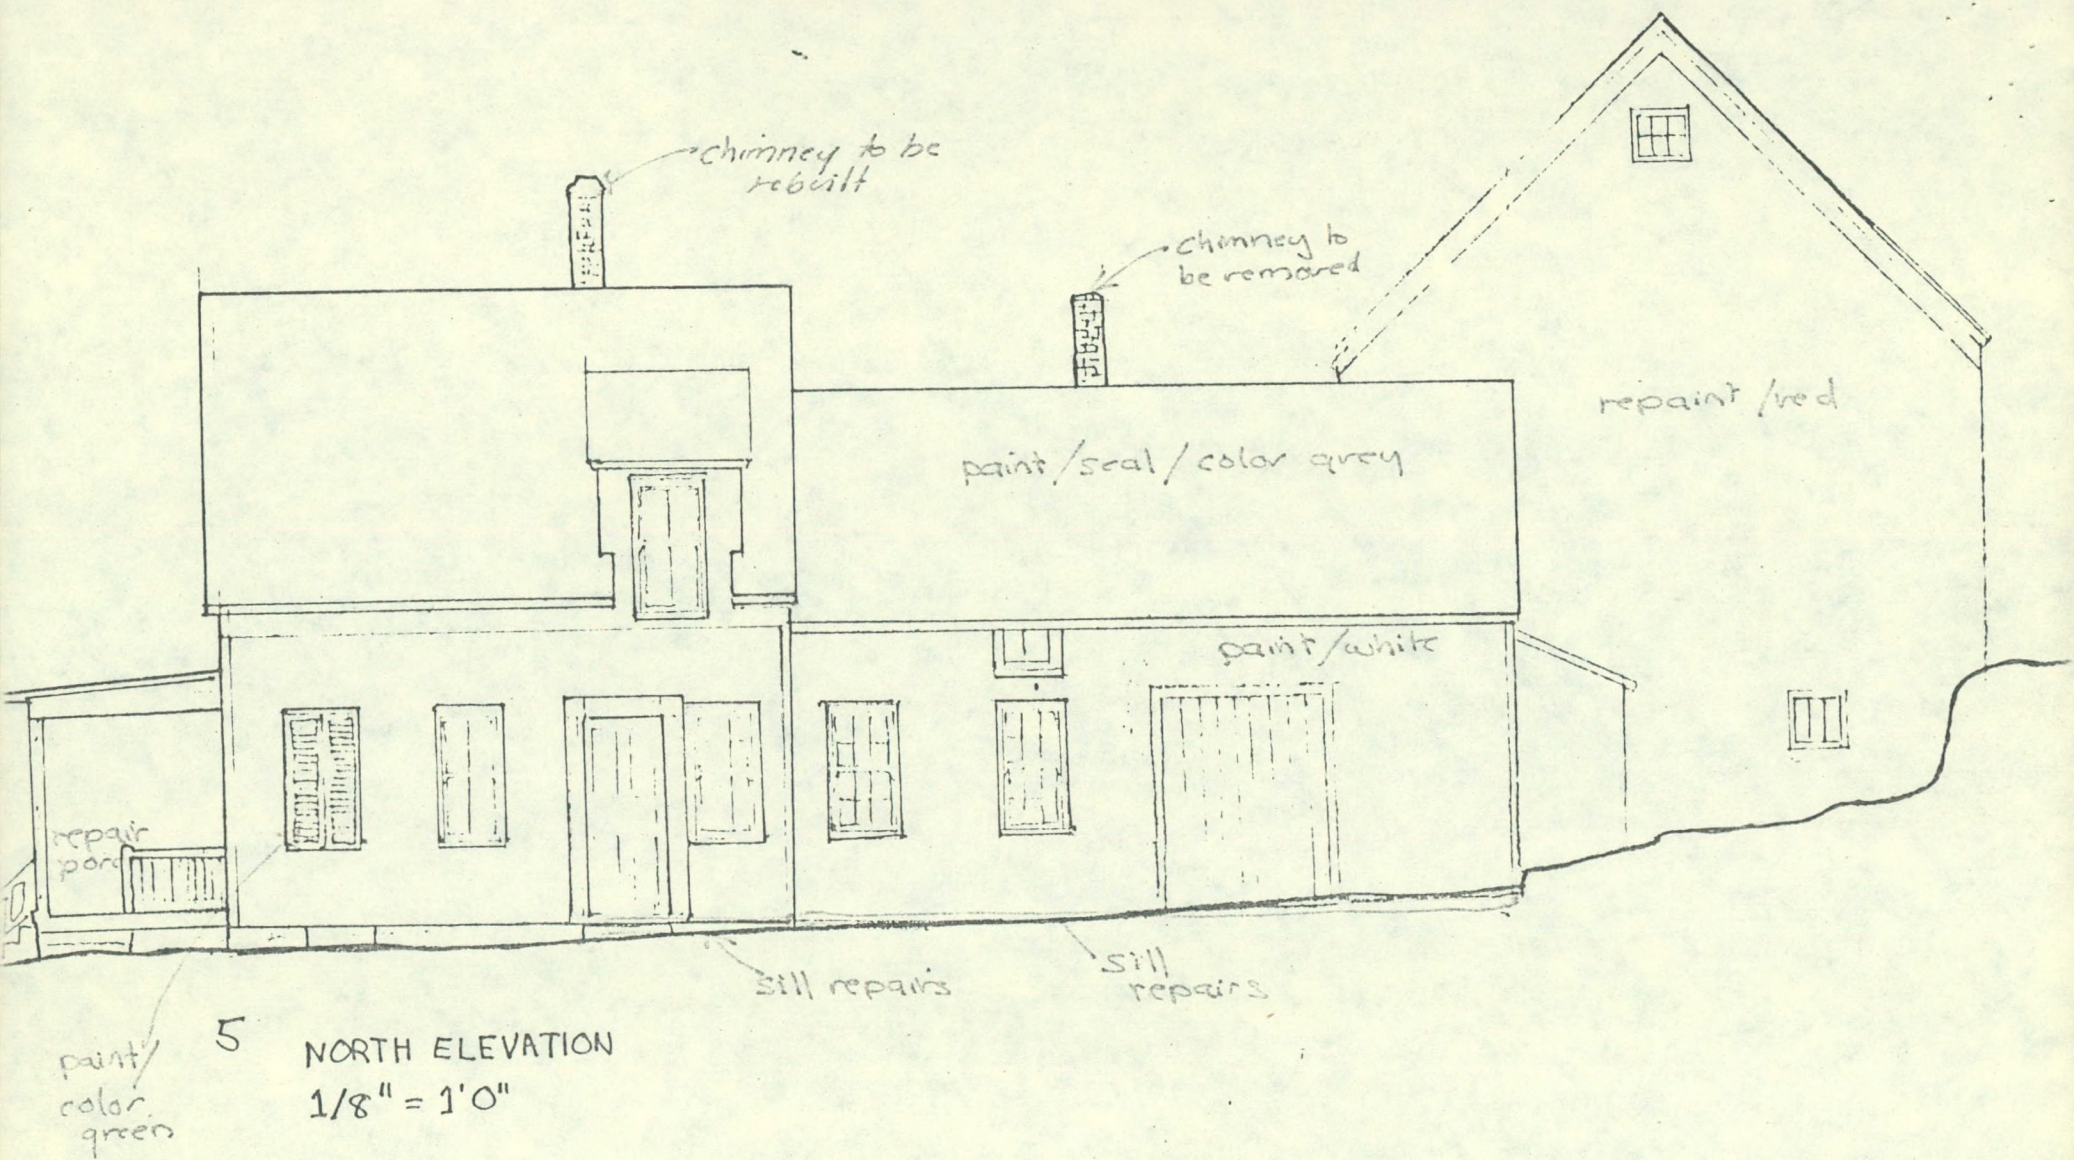 chimney to be
rebuilt
chimney to
be removed
repaint/red
paint/seal/color grey
paint/white
repair
porc
sill repairs
sill
repairs
5 NORTH ELEVATION
1/8" = 1'0"
paint/
color
green